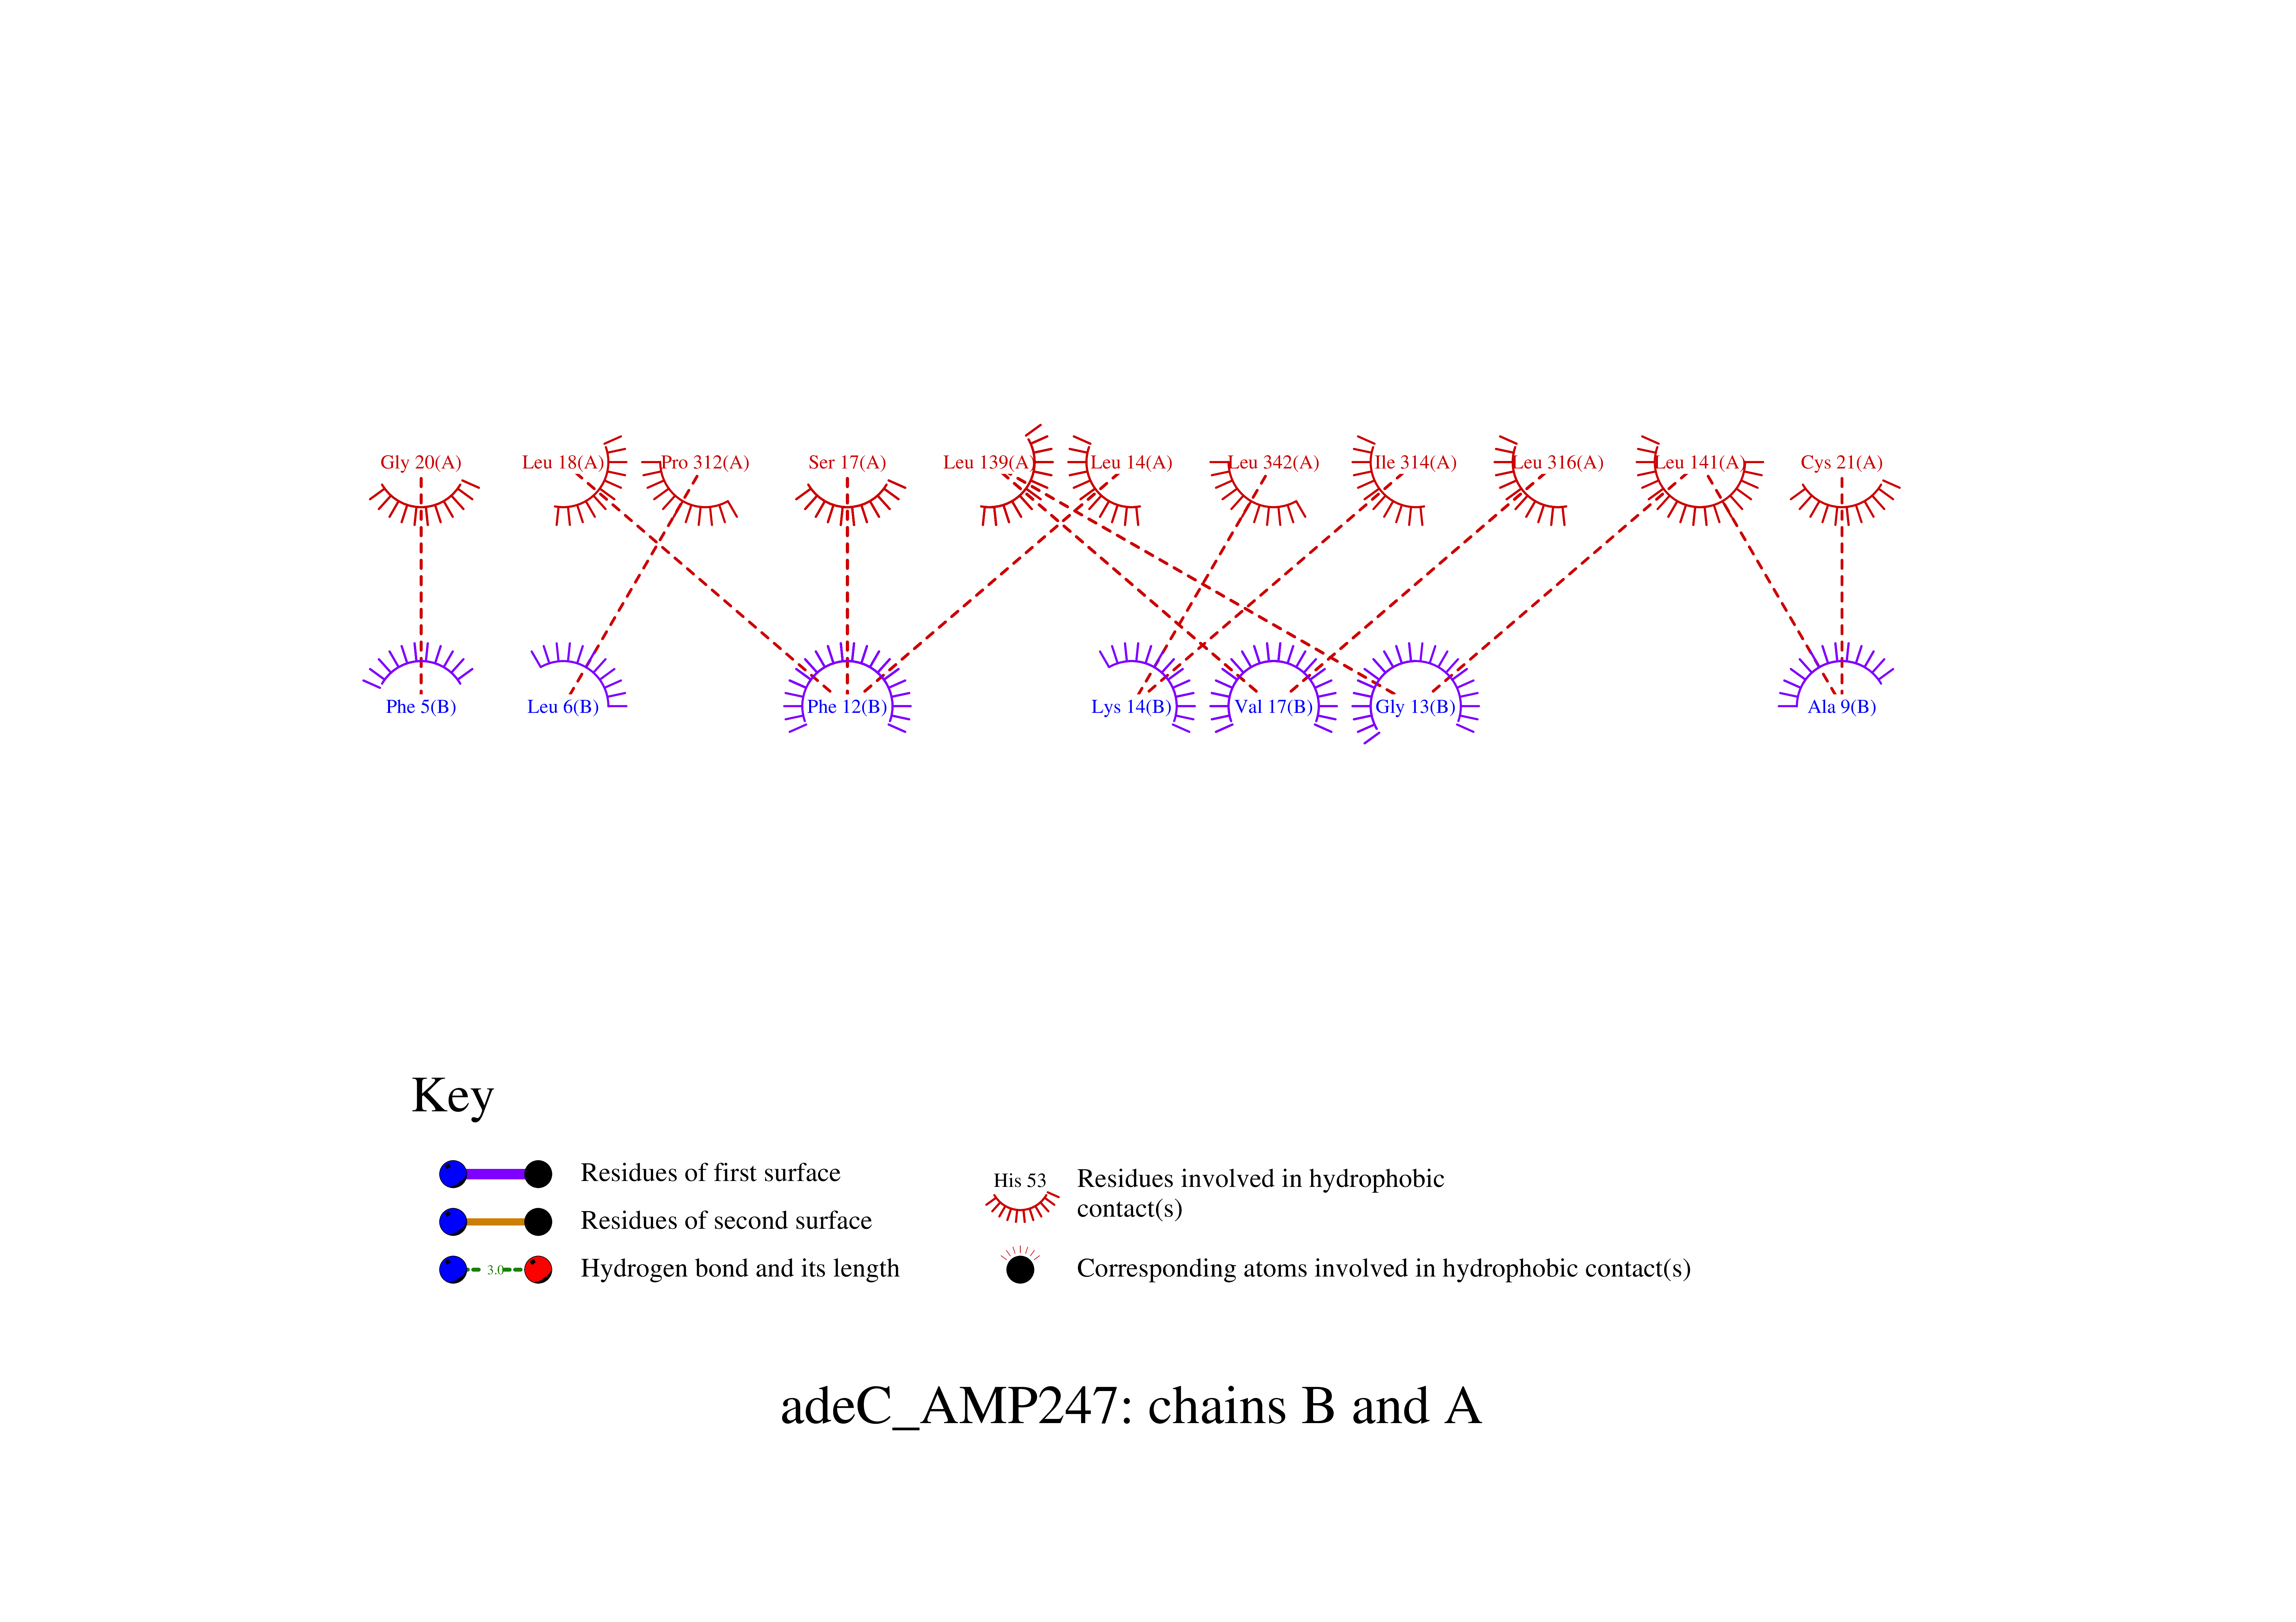 Gly 20(A) Leu 18(A) Pro 312(A) Ser 17(A) Leu 139(A) Leu 14(A) Leu 342(A) Ile 314(A) Leu 316(A) Leu 141(A) Cys 21(A)
Phe 5(B) Leu 6(B) Phe 12(B) Lys 14(B) Val 17(B) Gly 13(B) Ala 9(B)
Key
Residues of first surface
Residues of second surface
3.0 Hydrogen bond and its length
His 53 Residues involved in hydrophobic
contact(s)
Corresponding atoms involved in hydrophobic contact(s)
adeC_AMP247: chains B and A